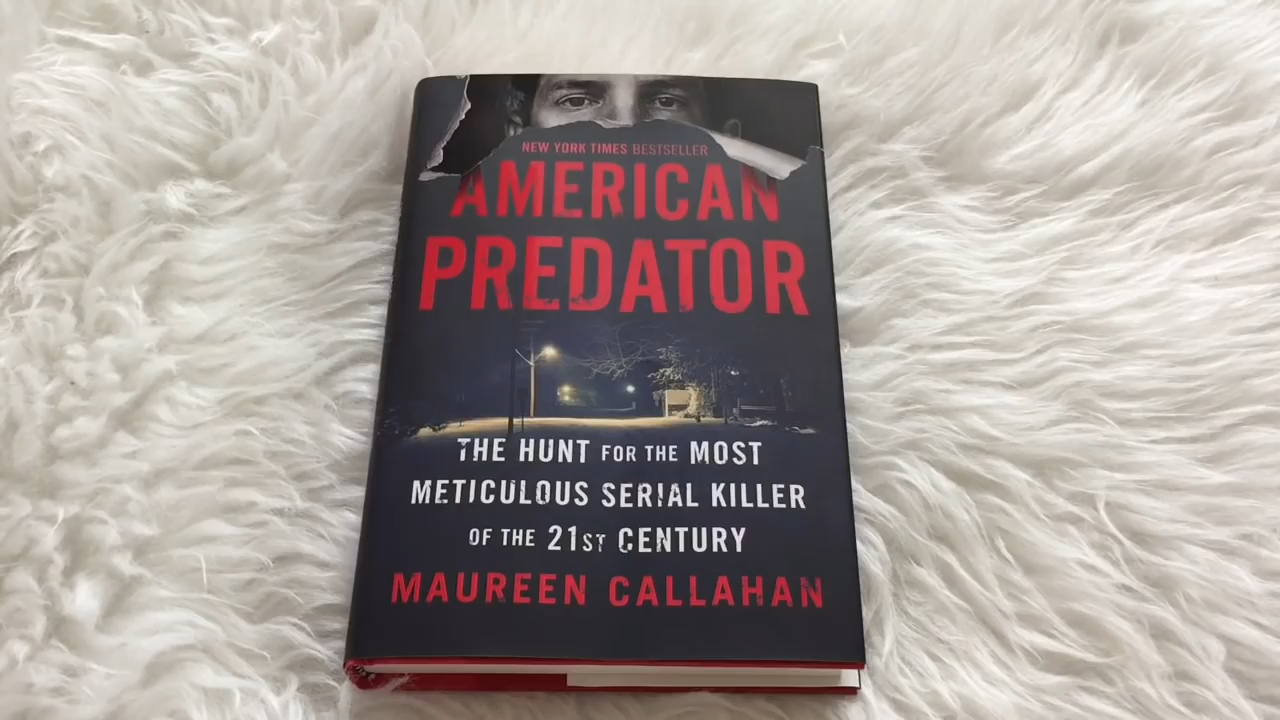 NEW YORK TIMES BESTSELLER
AMERICAN
PREDATOR
THE HUNT FOR THE MOST
METICULOUS SERIAL KILLER
OF THE 21ST CENTURY
MAUREEN CALLAHAN